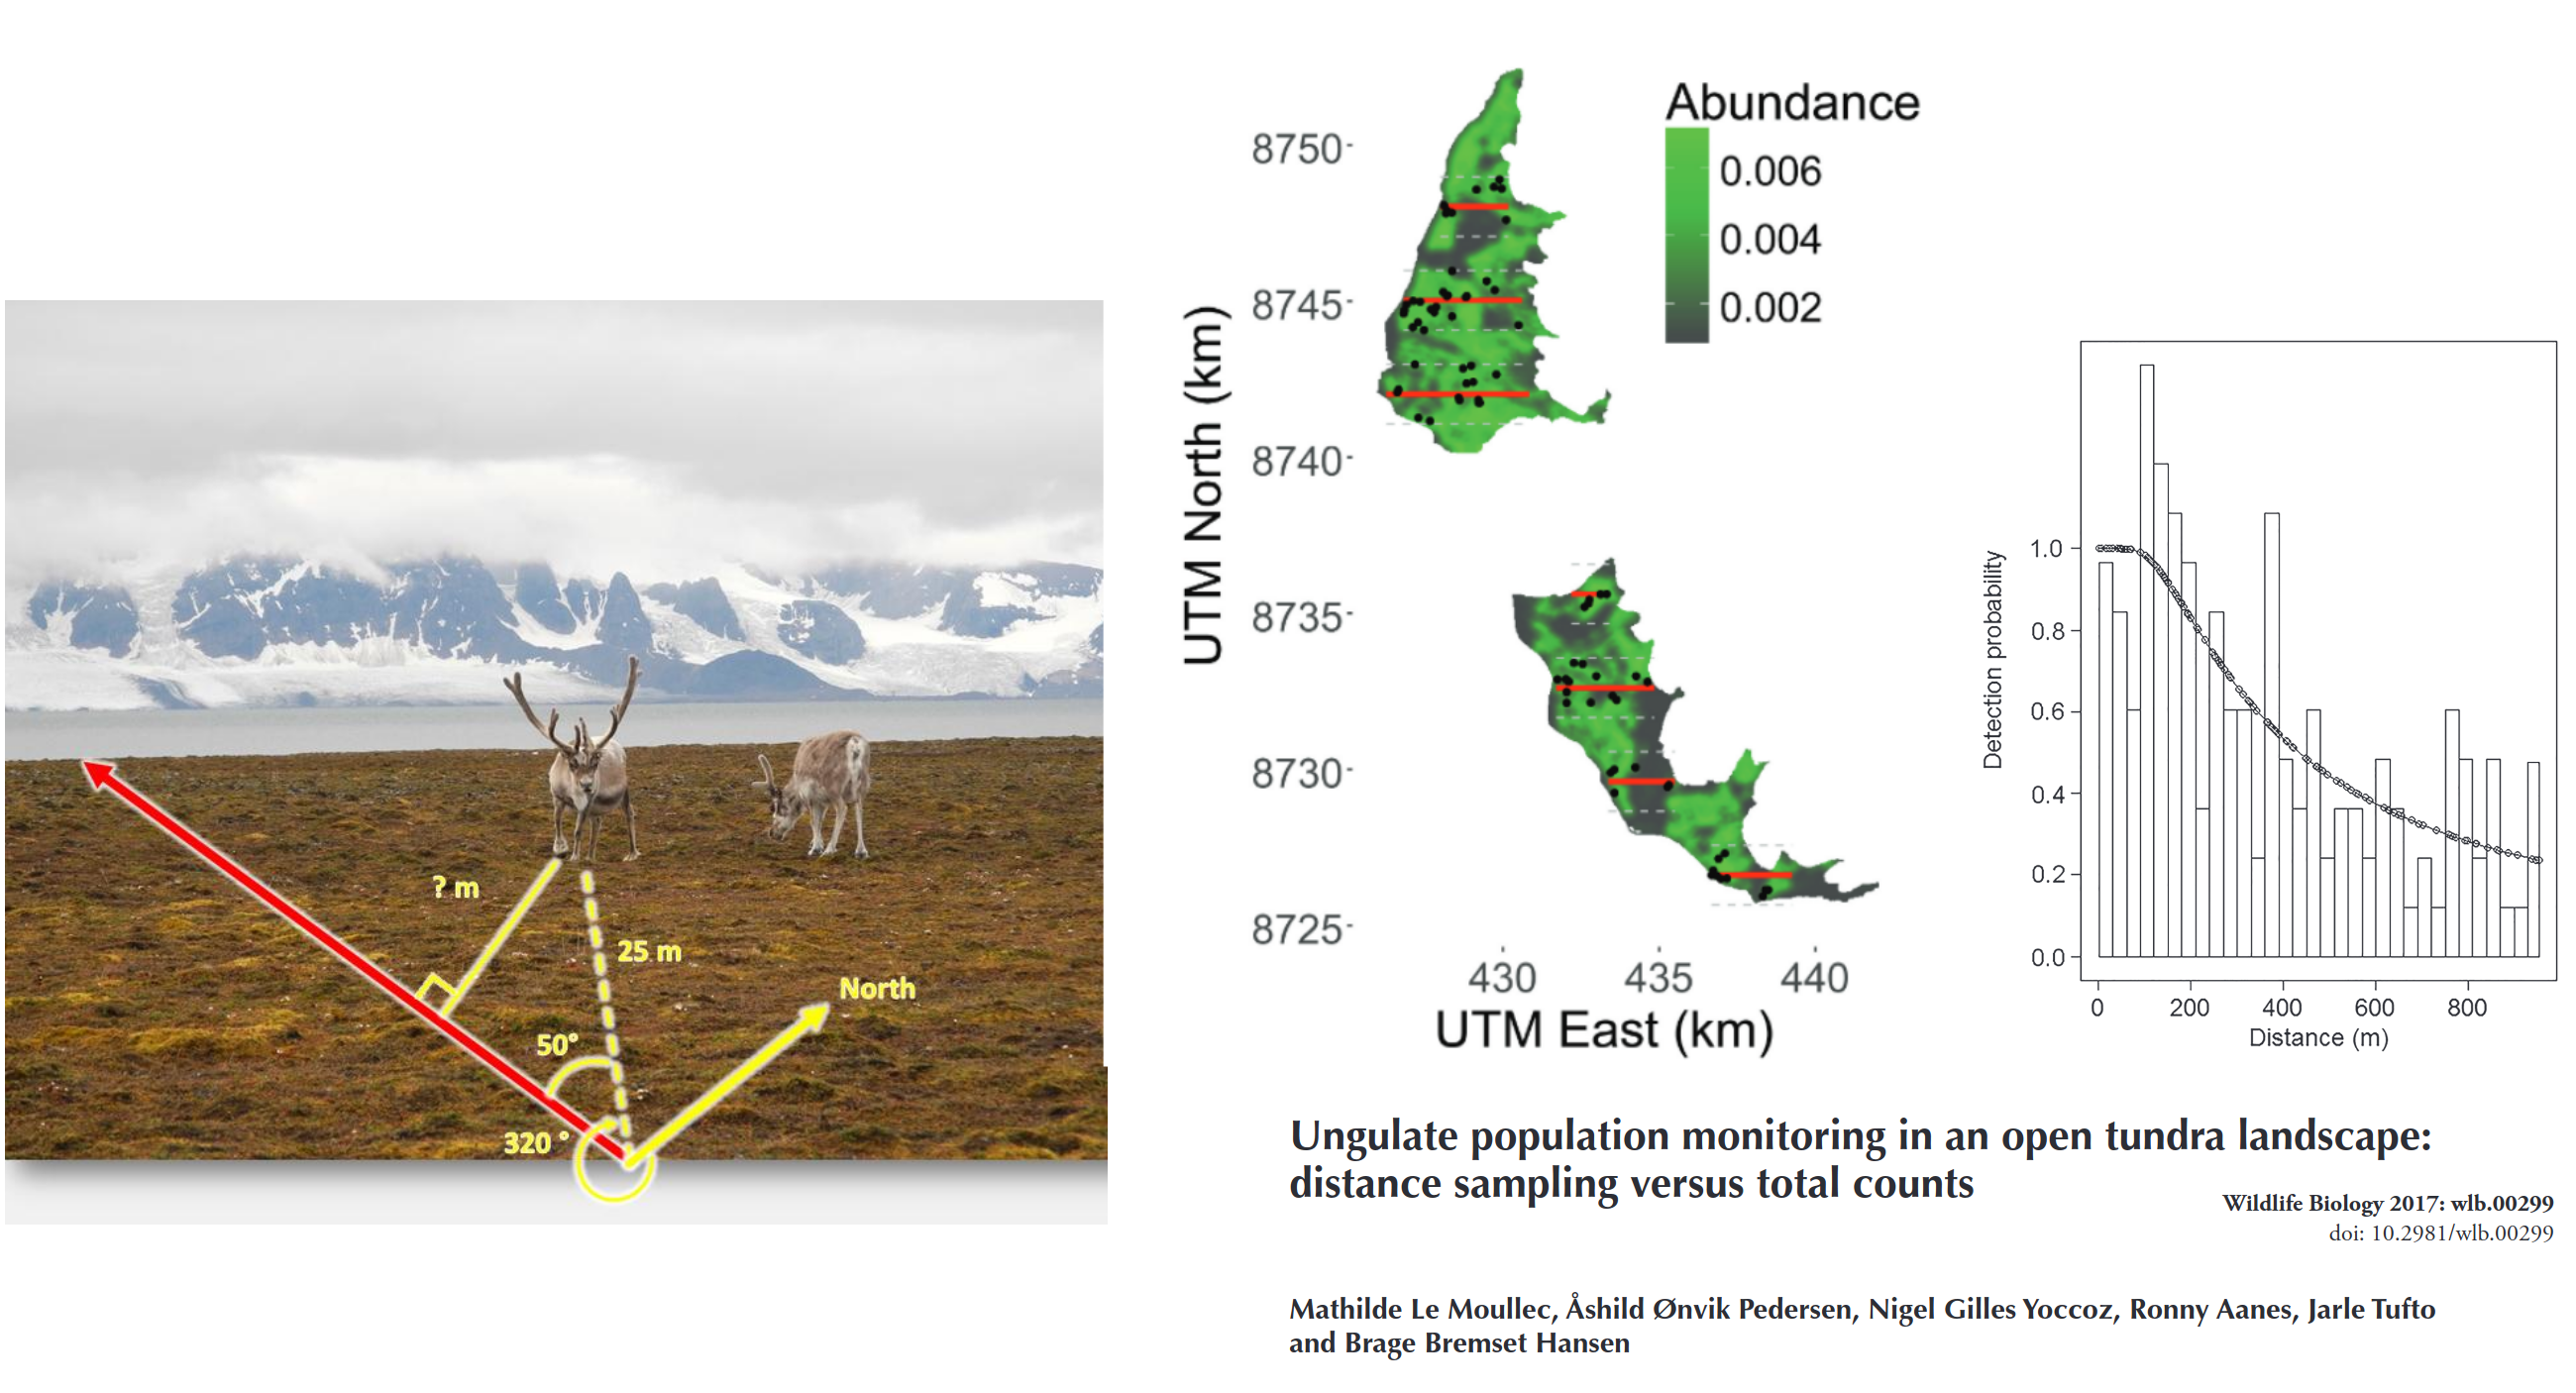 ? m
25 m
North
50°
320 °
Abundance
0.006
0.004
0.002
UTM North (km)
8750
8745
8740
8735
8730
8725
430 435 440
UTM East (km)
Detection probability
1.0
0.8
0.6
0.4
0.2
0.0
0 200 400 600 800
Distance (m)
Ungulate population monitoring in an open tundra landscape:
distance sampling versus total counts
Wildlife Biology 2017: wlb.00299
doi: 10.2981/wlb.00299
Mathilde Le Moullec, Åshild Ønvik Pedersen, Nigel Gilles Yoccoz, Ronny Aanes, Jarle Tufto
and Brage Bremset Hansen